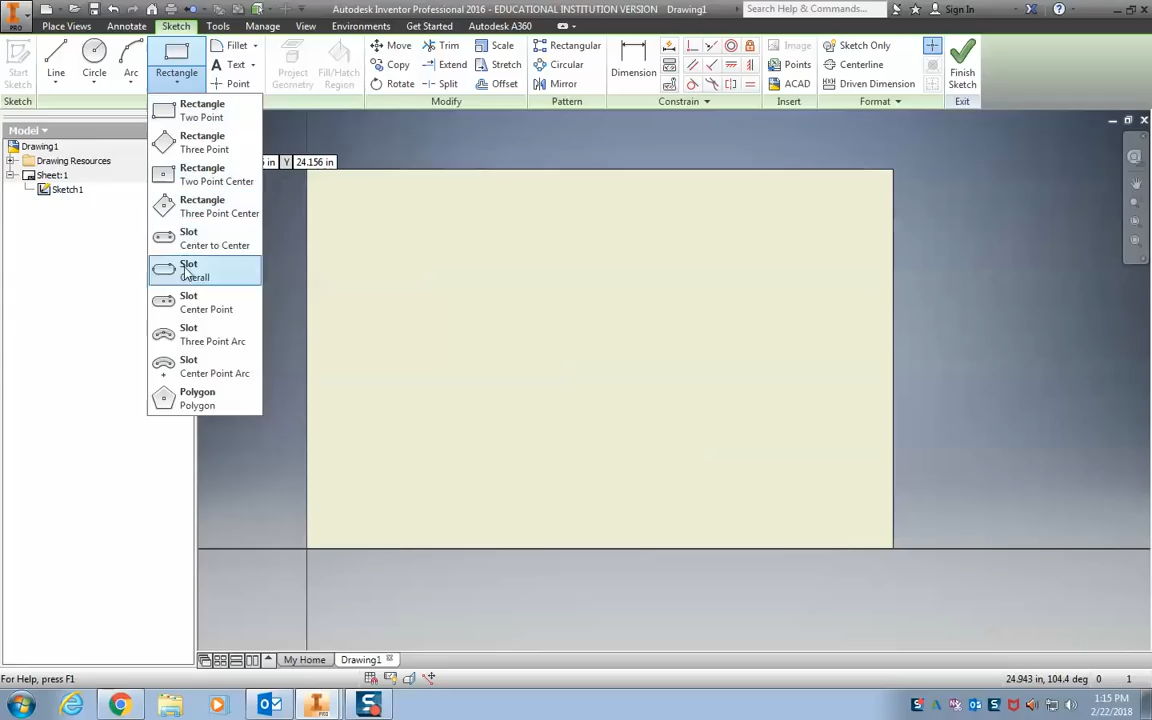 PRO
Autodesk Inventor Professional 2016 - EDUCATIONAL INSTITUTION VERSION Drawing1
Search Help & Commands...
Sign In
Place Views Annotate Sketch Tools Manage View Environments Get Started Autodesk A360
Start
Sketch
Line
Circle
Arc
Rectangle
Fillet
Text
Point
Project
Geometry
Fill/Hatch
Region
Move Trim Scale
Copy Extend Stretch
Rotate Split Offset
Rectangular
Circular
Mirror
Dimension
Image
Points
ACAD
Sketch Only
Centerline
Driven Dimension
Finish
Sketch
Sketch Modify Pattern Constrain Insert Format Exit
Model
Drawing1
Drawing Resources
Sheet:1
Sketch1
Rectangle
Two Point
Rectangle
Three Point
Rectangle
Two Point Center
Rectangle
Three Point Center
Slot
Center to Center
Slot
Overall
Slot
Center Point
Slot
Three Point Arc
Slot
Center Point Arc
Polygon
Polygon
in Y 24.156 in
My Home Drawing1
For Help, press F1
24.943 in, 104.4 deg 0 1
PRO
1:15 PM
2/22/2018